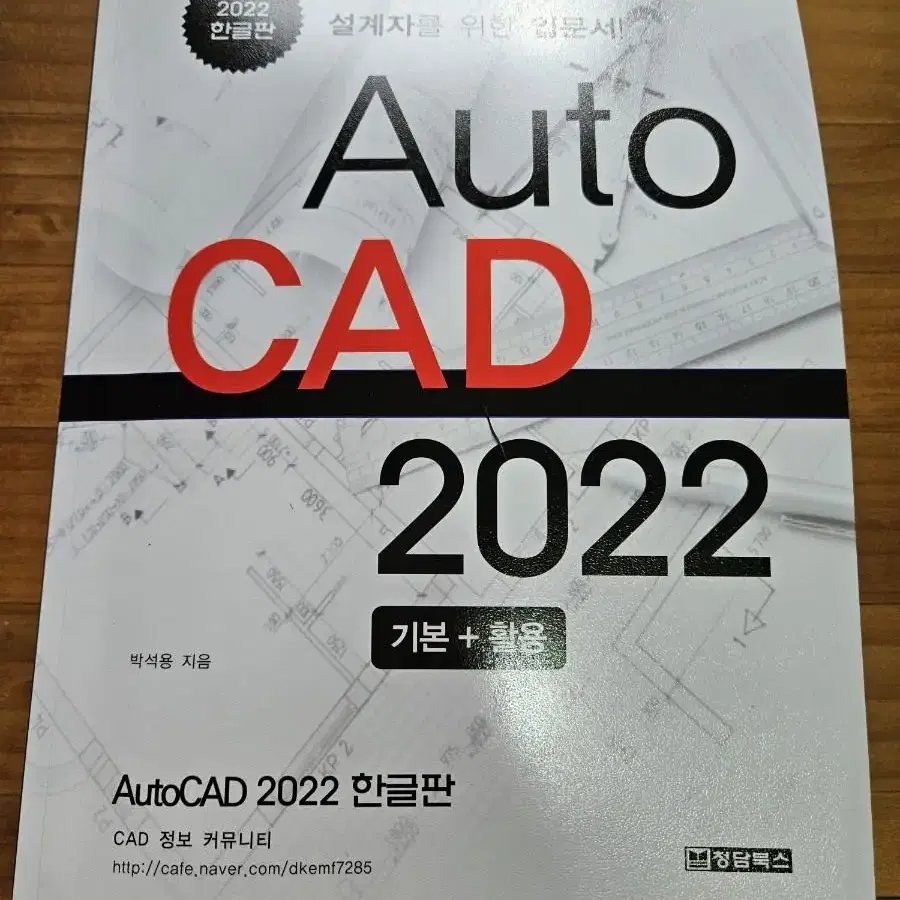 2022
한글판
설계자를 위한 입문서!
Auto
CAD
2022
기본 + 활용
박석용 지음
AutoCAD 2022 한글판
CAD 정보 커뮤니티
http://cafe.naver.com/dkemf7285
청담북스